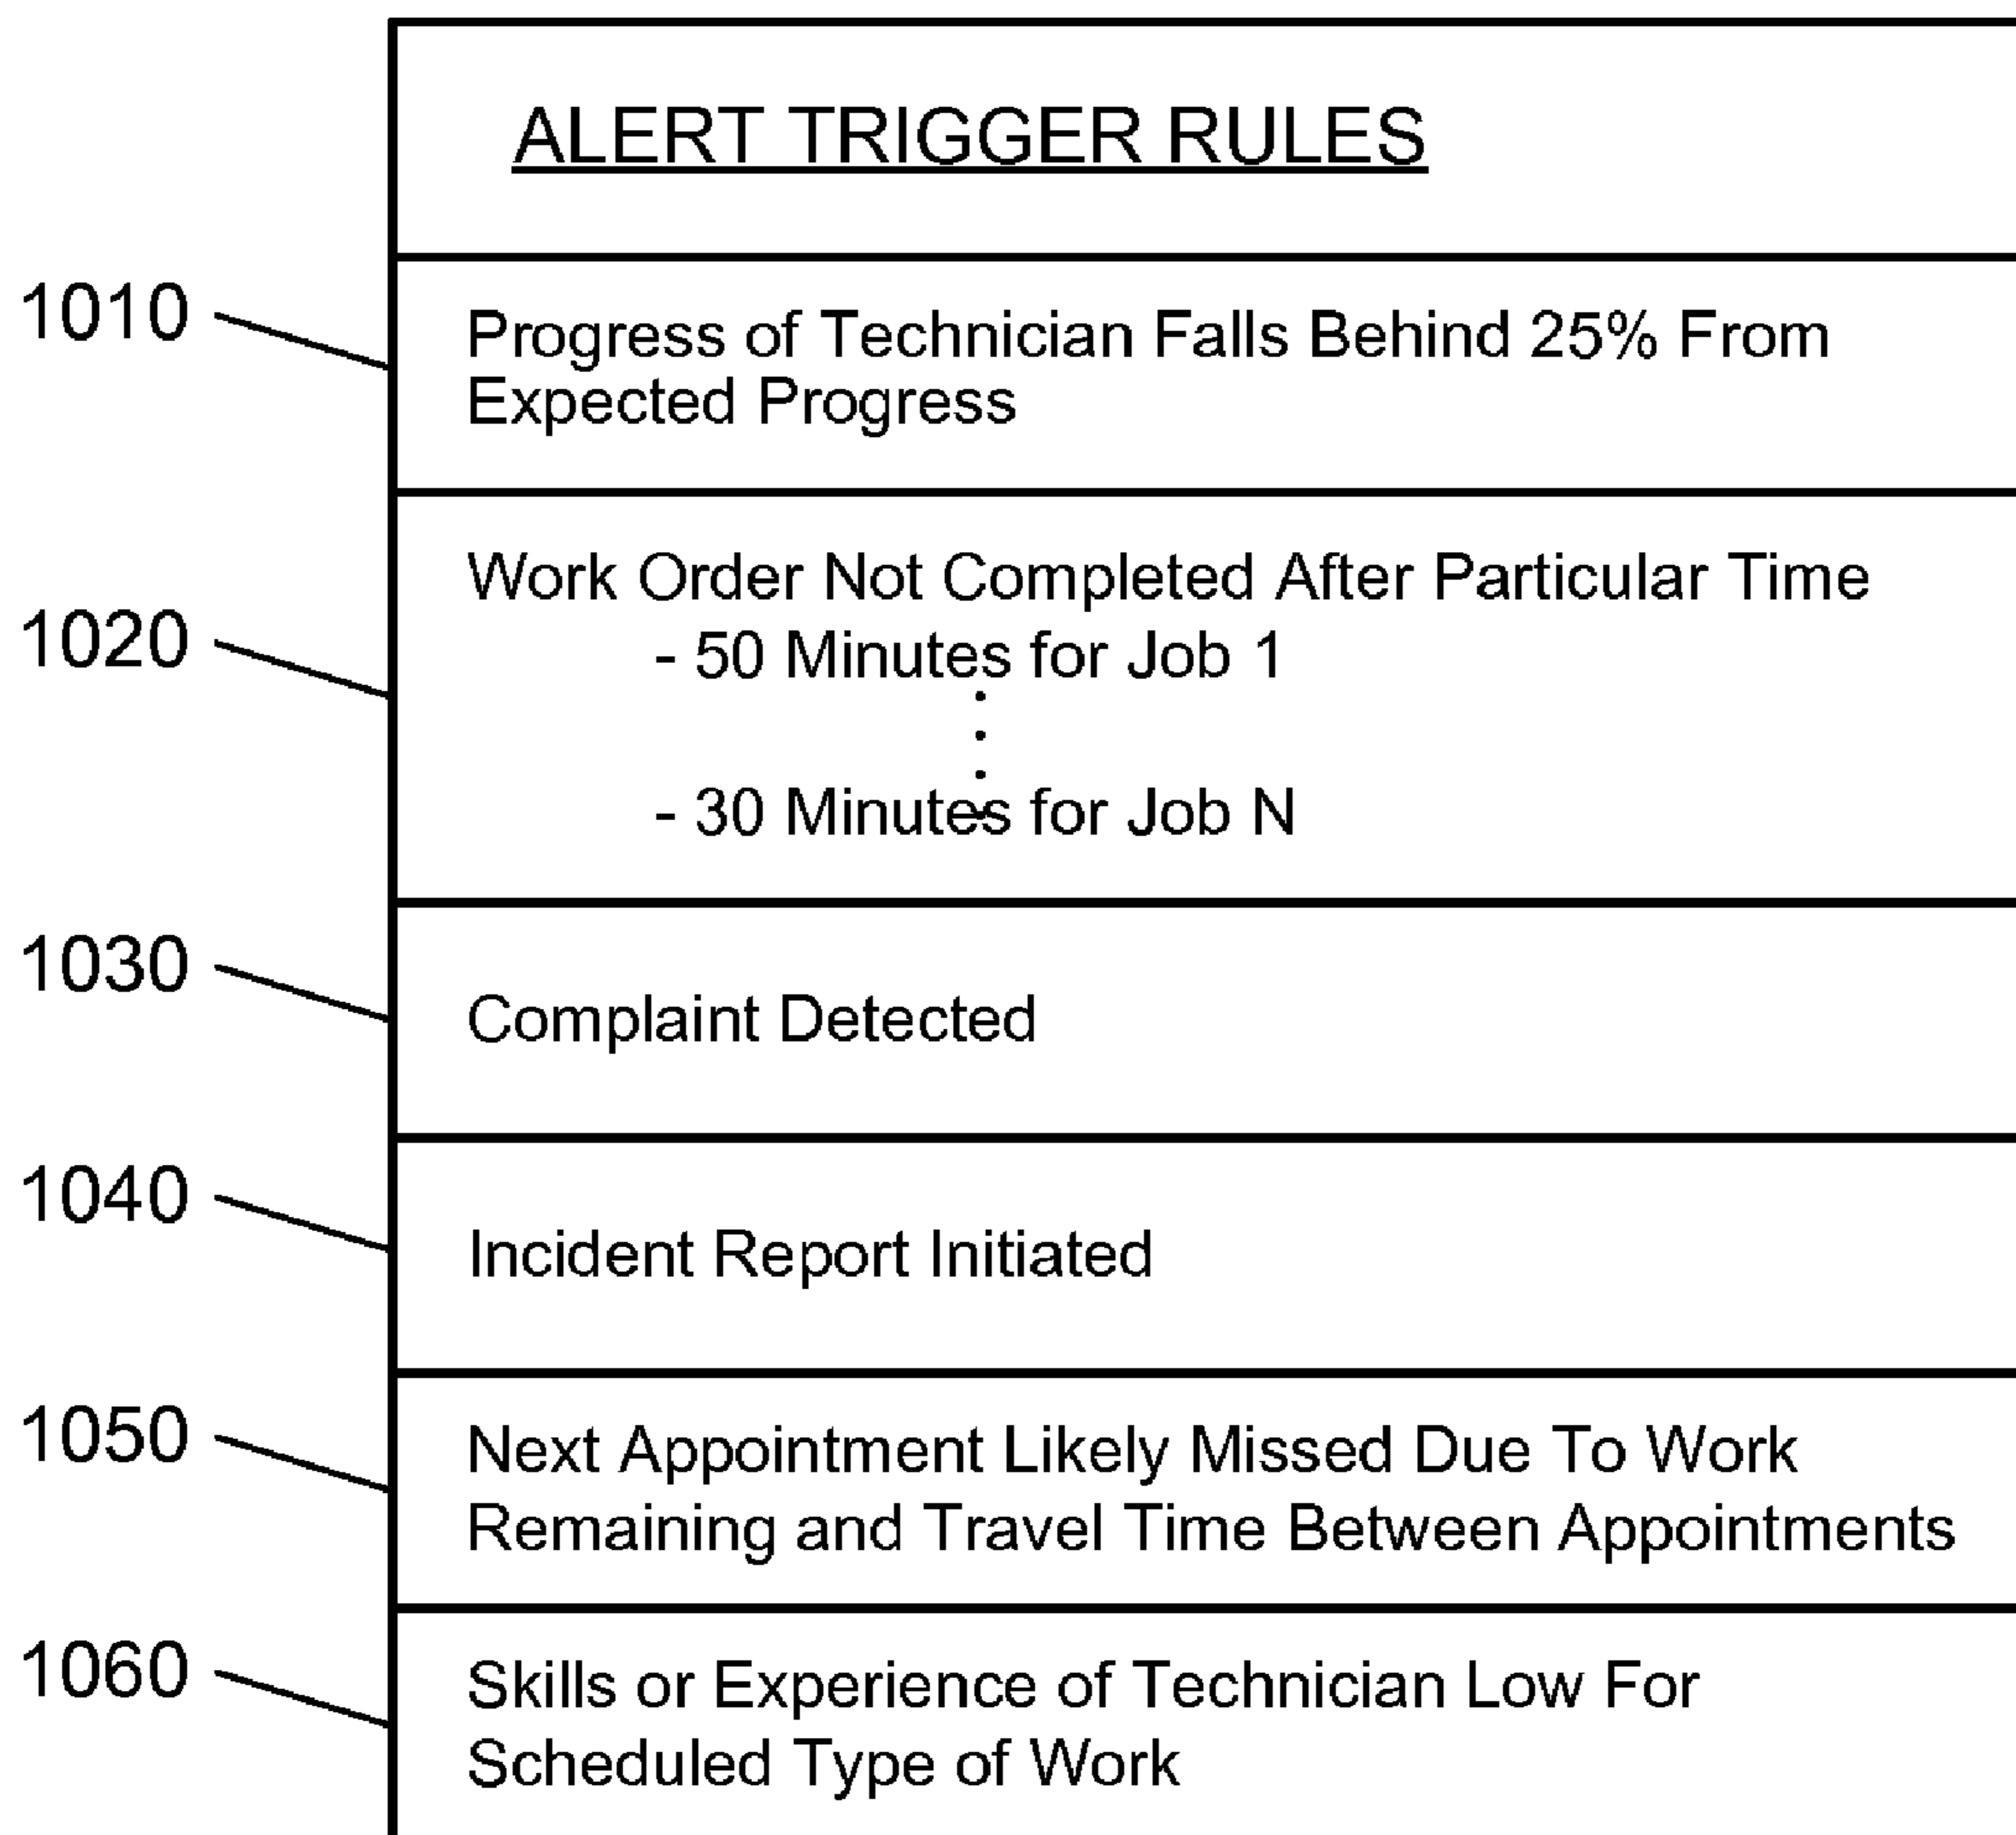 ALERT TRIGGER RULES
1010
Progress of Technician Falls Behind 25% From
Expected Progress
1020
Work Order Not Completed After Particular Time
- 50 Minutes for Job 1
- 30 Minutes for Job N
1030
Complaint Detected
1040
Incident Report Initiated
1050
Next Appointment Likely Missed Due To Work
Remaining and Travel Time Between Appointments
1060
Skills or Experience of Technician Low For
Scheduled Type of Work